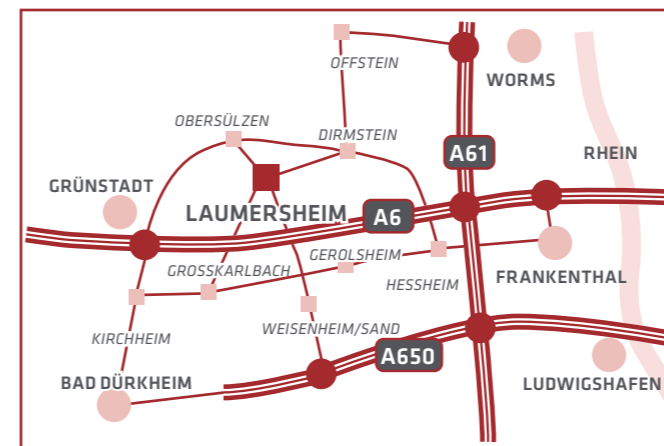 OFFSTEIN
WORMS
OBERSÜLZEN
DIRMSTEIN
A61
RHEIN
GRÜNSTADT
LAUMERSHEIM
A6
GROSSKARLBACH
GEROLSHEIM
HESSHEIM
FRANKENTHAL
KIRCHHEIM
WEISENHEIM/SAND
A650
BAD DÜRKHEIM
LUDWIGSHAFEN